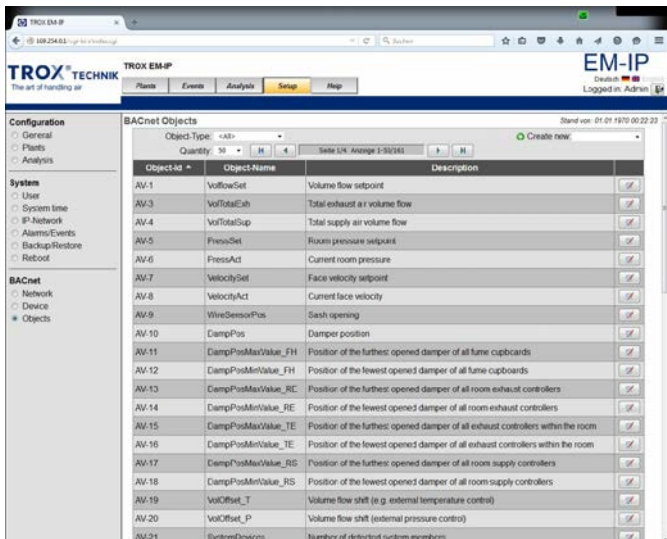 TROX EM-IP
TROX® TECHNIK
The art of handling air
TROX EM-IP
Plants Events Analysis Setup Help
EM-IP
Deutsch
Logged in: Admin
Configuration
General
Plants
Analysis
System
User
System time
IP-Network
Alarms/Events
Backup/Restore
Reboot
BACnet
Network
Device
Objects
BACnet Objects
Stand von: 01.01.1970 00:22:23
Object-Type: <All>
Create new:
Quantity: 50 Seite 1/4 Anzeige 1-50/161
Object-Id Object-Name Description
AV-1 VolflowSet Volume flow setpoint
AV-3 VolTotalExh Total exhaust air volume flow
AV-4 VolTotalSup Total supply air volume flow
AV-5 PressSet Room pressure setpoint
AV-6 PressAct Current room pressure
AV-7 VelocitySet Face velocity setpoint
AV-8 VelocityAct Current face velocity
AV-9 WireSensorPos Sash opening
AV-10 DampPos Damper position
AV-11 DampPosMaxValue_FH Position of the furthest opened damper of all fume cupboards
AV-12 DampPosMinValue_FH Position of the fewest opened damper of all fume cupboards
AV-13 DampPosMaxValue_RE Position of the furthest opened damper of all room exhaust controllers
AV-14 DampPosMinValue_RE Position of the fewest opened damper of all room exhaust controllers
AV-15 DampPosMaxValue_TE Position of the furthest opened damper of all exhaust controllers within the room
AV-16 DampPosMinValue_TE Position of the fewest opened damper of all exhaust controllers within the room
AV-17 DampPosMaxValue_RS Position of the furthest opened damper of all room supply controllers
AV-18 DampPosMinValue_RS Position of the fewest opened damper of all room supply controllers
AV-19 VolOffset_T Volume flow shift (e.g. external temperature control)
AV-20 VolOffset_P Volume flow shift (external pressure control)
AV-21 SystemDevices Number of detected system members